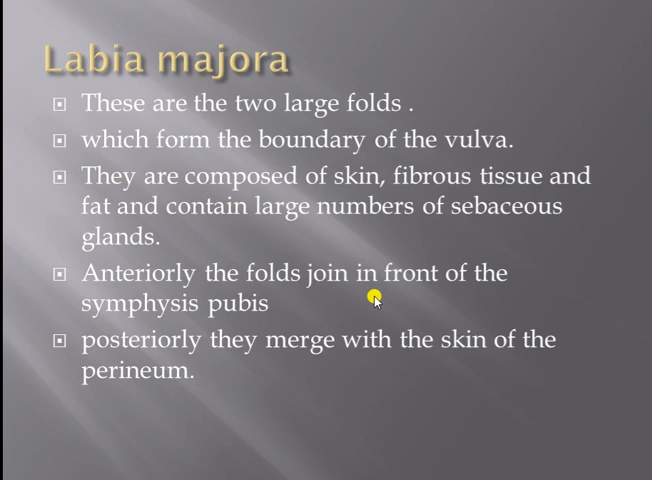 Labia majora
These are the two large folds .
which form the boundary of the vulva.
They are composed of skin, fibrous tissue and
fat and contain large numbers of sebaceous
glands.
Anteriorly the folds join in front of the
symphysis pubis
posteriorly they merge with the skin of the
perineum.